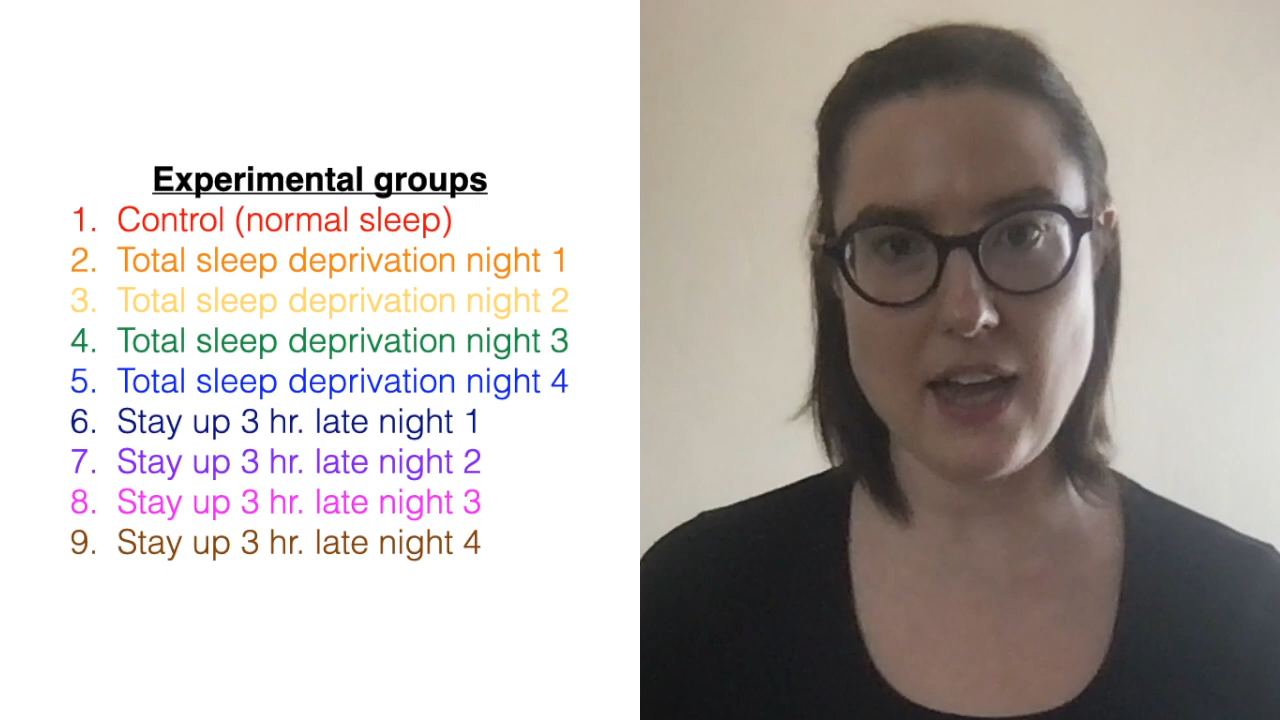 Experimental groups
1. Control (normal sleep)
2. Total sleep deprivation night 1
3. Total sleep deprivation night 2
4. Total sleep deprivation night 3
5. Total sleep deprivation night 4
6. Stay up 3 hr. late night 1
7. Stay up 3 hr. late night 2
8. Stay up 3 hr. late night 3
9. Stay up 3 hr. late night 4